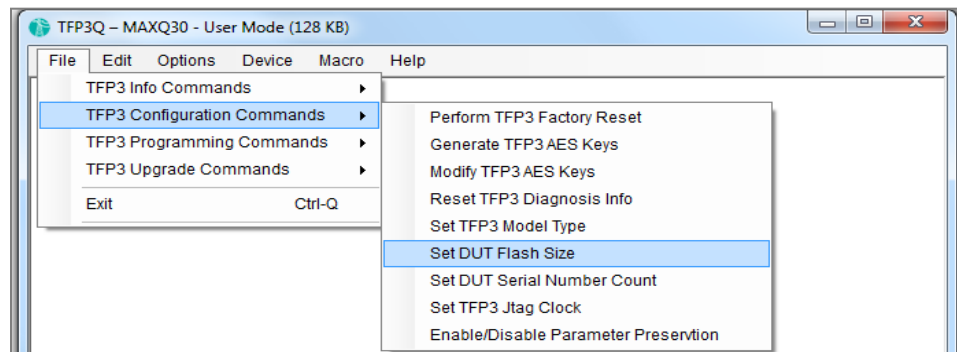 TFP3Q – MAXQ30 - User Mode (128 KB)
File Edit Options Device Macro Help
TFP3 Info Commands
TFP3 Configuration Commands
TFP3 Programming Commands
TFP3 Upgrade Commands
Exit Ctrl-Q
Perform TFP3 Factory Reset
Generate TFP3 AES Keys
Modify TFP3 AES Keys
Reset TFP3 Diagnosis Info
Set TFP3 Model Type
Set DUT Flash Size
Set DUT Serial Number Count
Set TFP3 Jtag Clock
Enable/Disable Parameter Preservtion